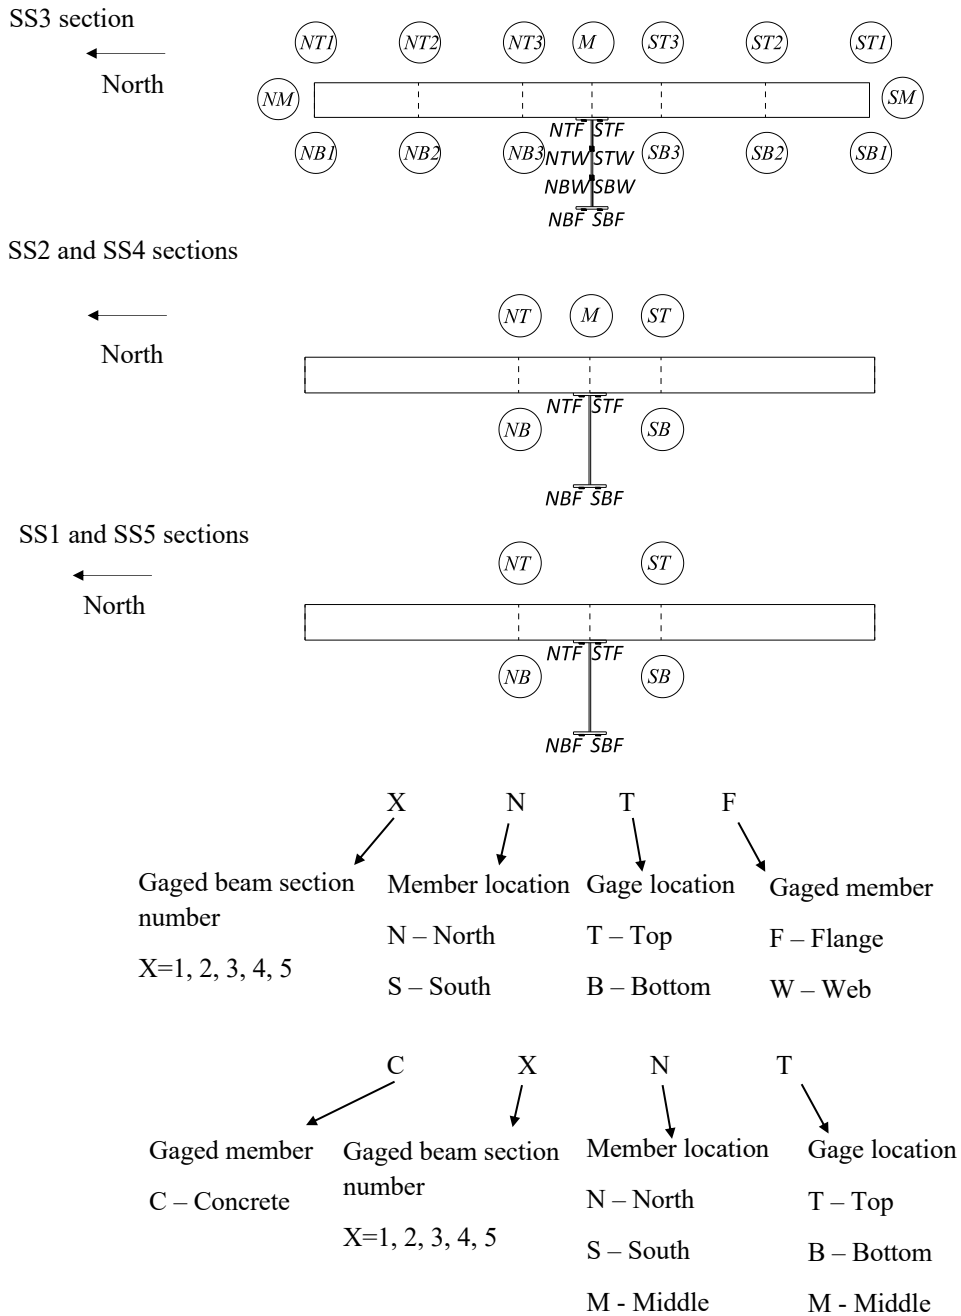 SS3 section
NT1 NT2 NT3 M ST3 ST2 ST1
North
NM SM
NTF STF
NB1 NB2 NB3 NTW STW SB3 SB2 SB1
NBW SBW
NBF SBF
SS2 and SS4 sections
NT M ST
North
NTF STF
NB SB
NBF SBF
SS1 and SS5 sections
NT ST
North
NTF STF
NB SB
NBF SBF
X N T F
Gaged beam section Member location Gage location Gaged member
number
N – North T – Top F – Flange
X=1, 2, 3, 4, 5
S – South B – Bottom W – Web
C X N T
Gaged member Gaged beam section Member location Gage location
number
C – Concrete N – North T – Top
X=1, 2, 3, 4, 5
S – South B – Bottom
M - Middle M - Middle